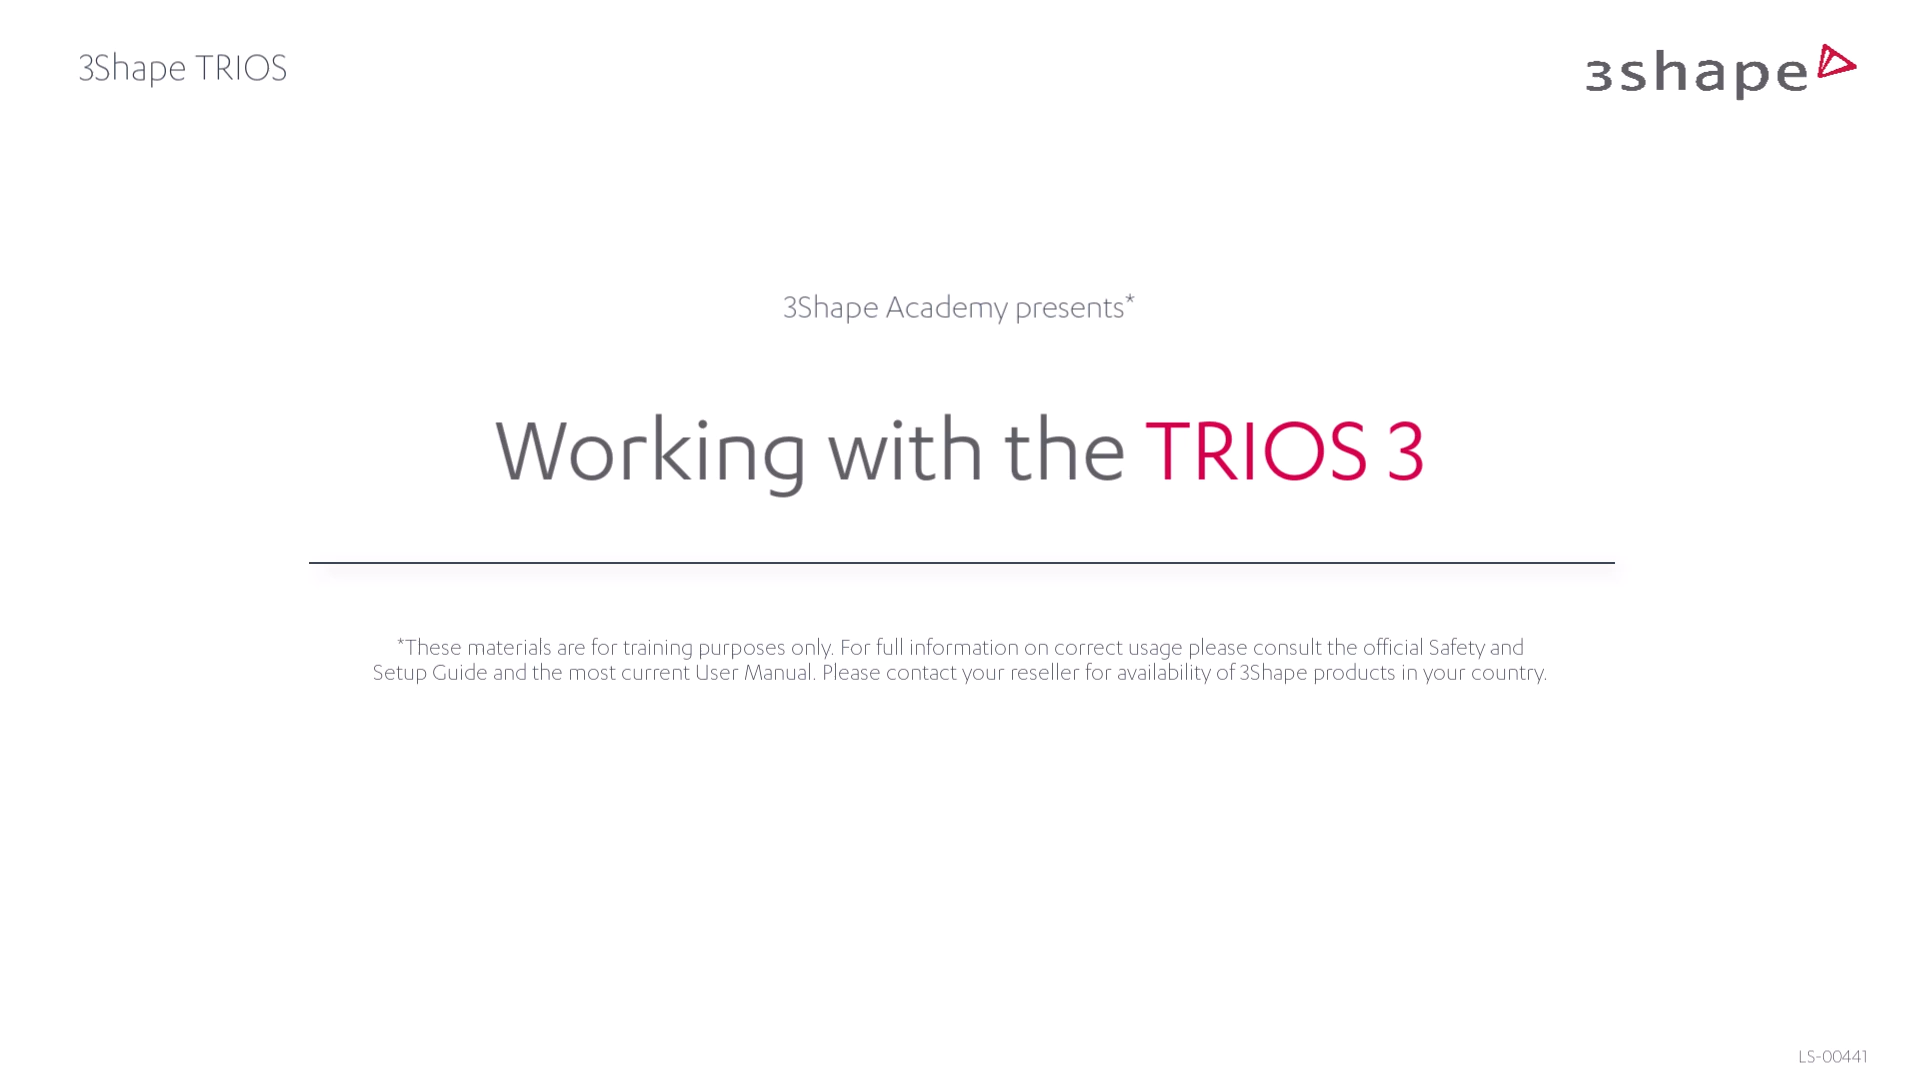 3Shape TRIOS
3shape
3Shape Academy presents*
Working with the TRIOS 3
*These materials are for training purposes only. For full information on correct usage please consult the official Safety and
Setup Guide and the most current User Manual. Please contact your reseller for availability of 3Shape products in your country.
LS-00441